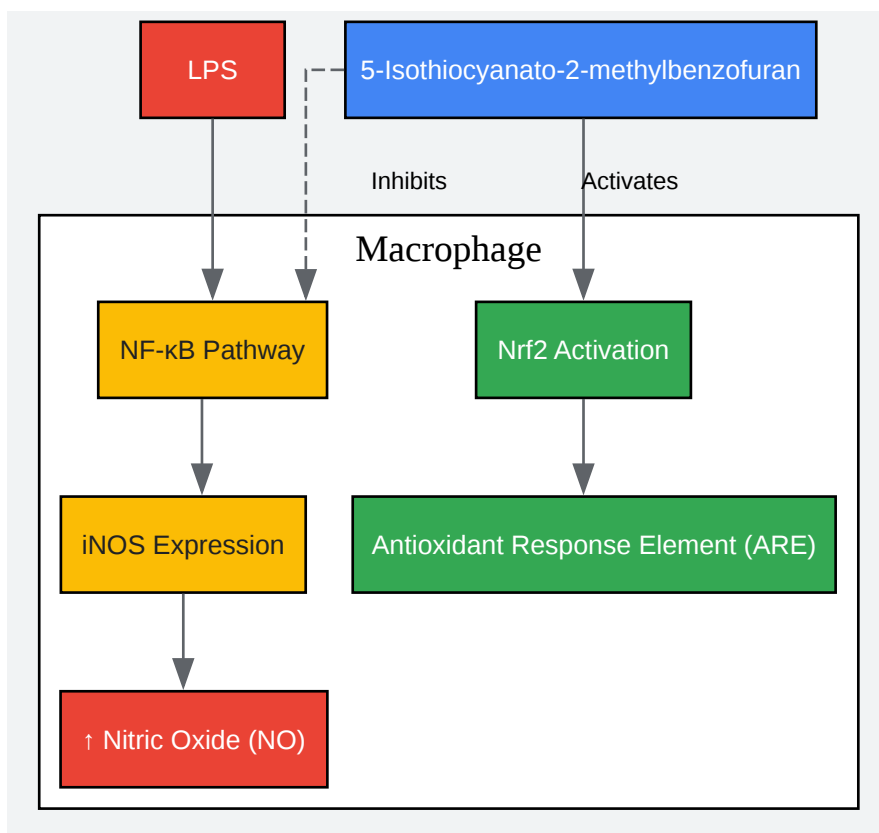 LPS
5-Isothiocyanato-2-methylbenzofuran
Inhibits
Activates
Macrophage
NF-κB Pathway
Nrf2 Activation
iNOS Expression
Antioxidant Response Element (ARE)
↑ Nitric Oxide (NO)